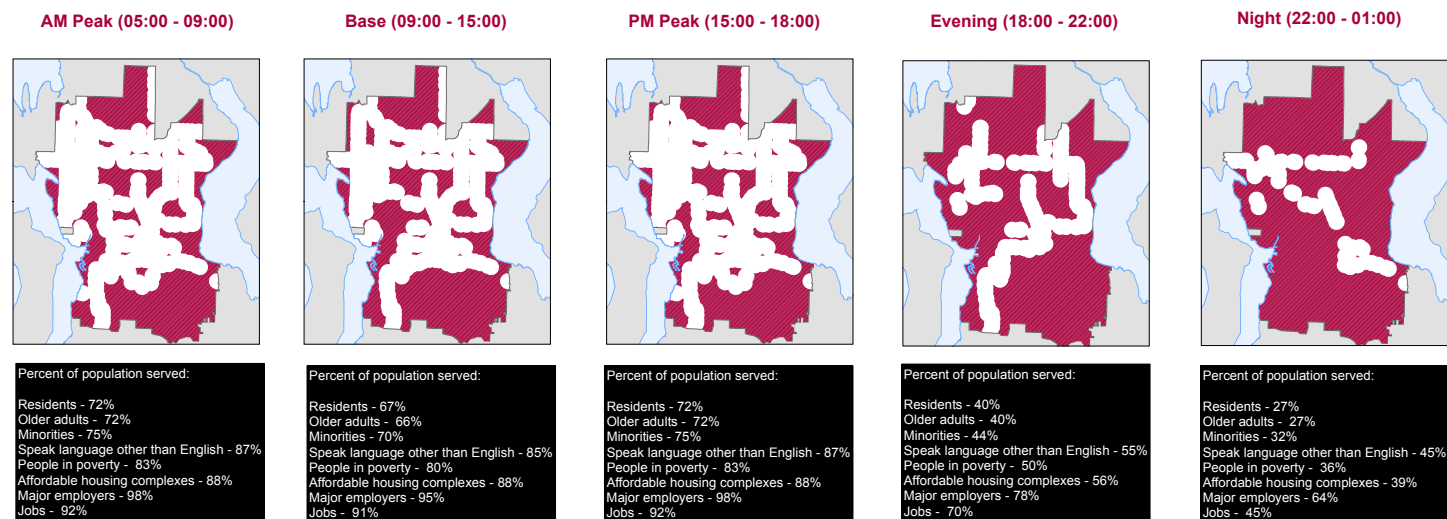 AM Peak (05:00 - 09:00)
Base (09:00 - 15:00)
PM Peak (15:00 - 18:00)
Evening (18:00 - 22:00)
Night (22:00 - 01:00)
Percent of population served:
Residents - 72%
Older adults -  72%
Minorities - 75%
Speak language other than English - 87%
People in poverty -  83%
Affordable housing complexes - 88%
Major employers - 98%
Jobs -  92%
Percent of population served:
Residents - 67%
Older adults -  66%
Minorities - 70%
Speak language other than English - 85%
People in poverty -  80%
Affordable housing complexes - 88%
Major employers - 95%
Jobs -  91%
Percent of population served:
Residents - 72%
Older adults -  72%
Minorities - 75%
Speak language other than English - 87%
People in poverty -  83%
Affordable housing complexes - 88%
Major employers - 98%
Jobs -  92%
Percent of population served:
Residents - 40%
Older adults -  40%
Minorities - 44%
Speak language other than English - 55%
People in poverty -  50%
Affordable housing complexes - 56%
Major employers - 78%
Jobs -  70%
Percent of population served:
Residents - 27%
Older adults -  27%
Minorities - 32%
Speak language other than English - 45%
People in poverty -  36%
Affordable housing complexes - 39%
Major employers - 64%
Jobs -  45%